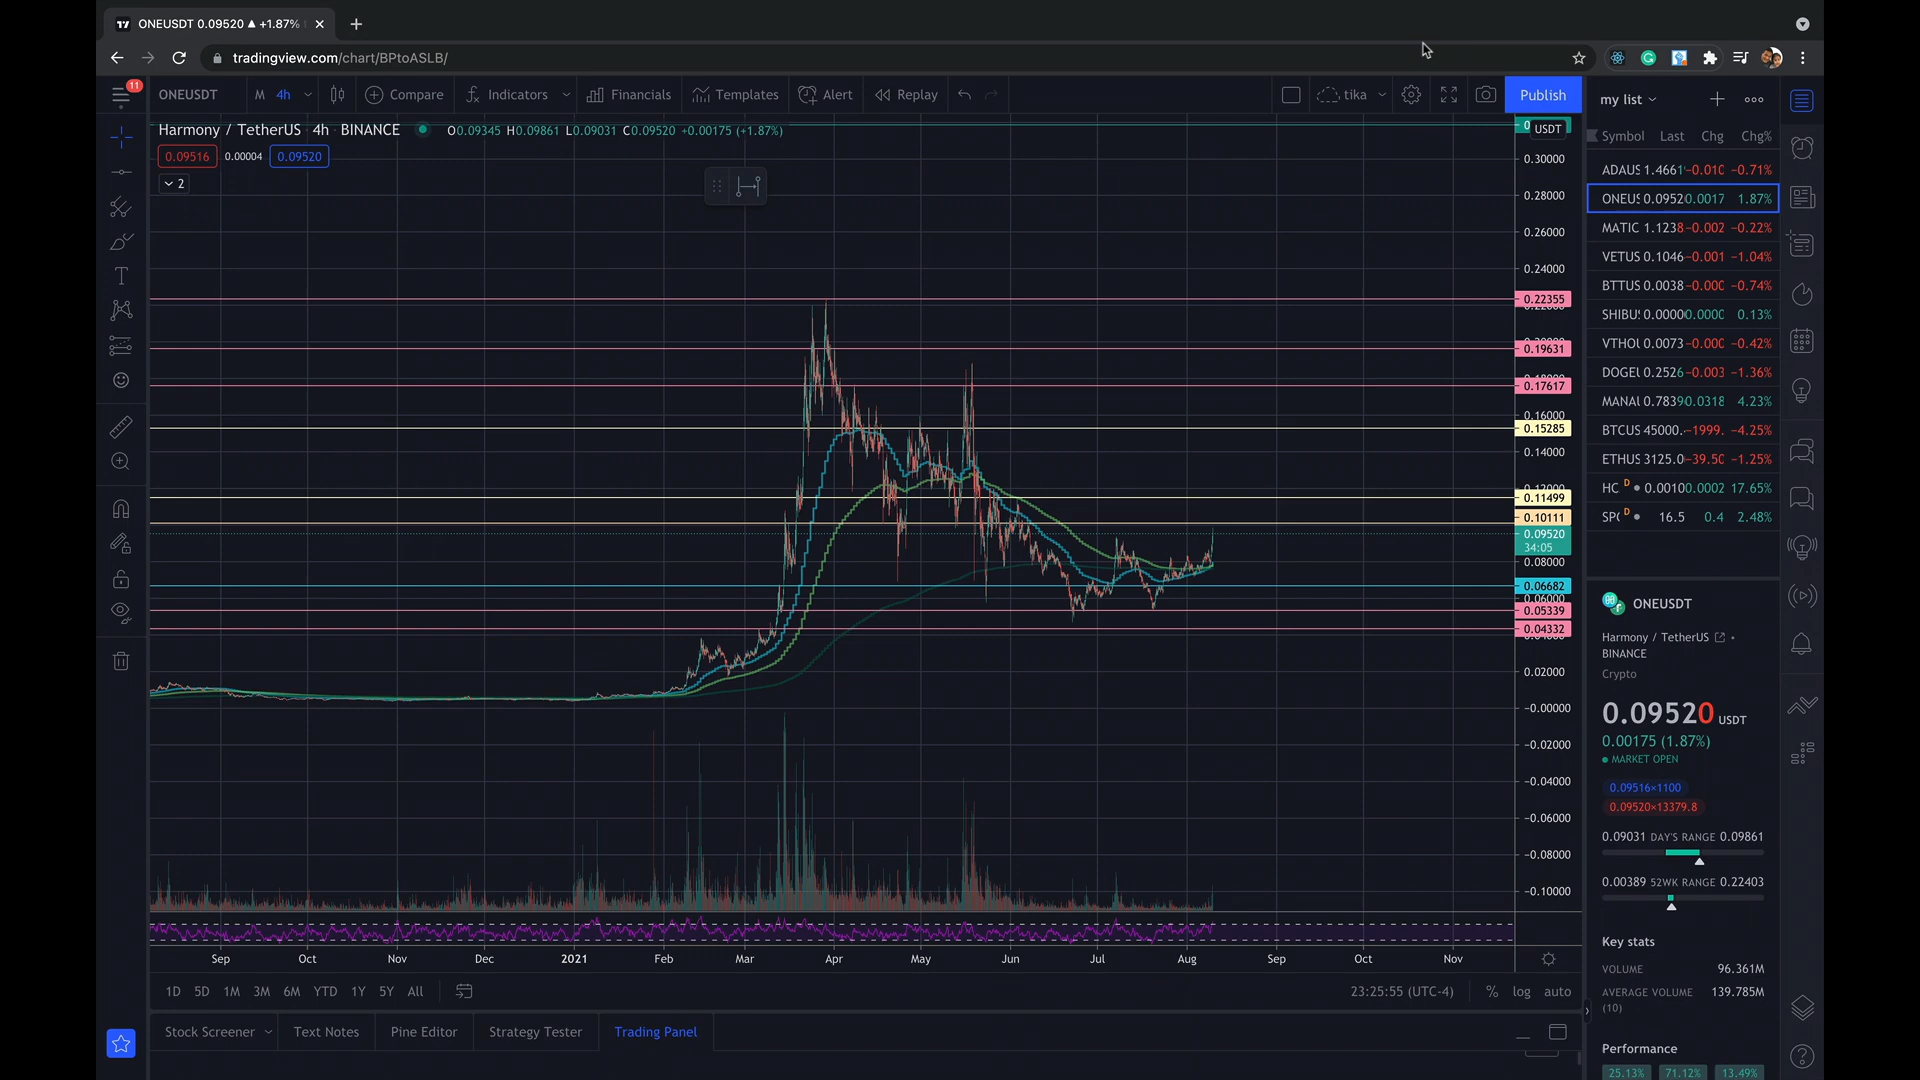 ONEUSDT 0.09520 ▲ +1.87%
tradingview.com/chart/BPtoASLB/
11
ONEUSDT M 4h Compare Indicators Financials Templates Alert Replay tika Publish
Harmony / TetherUS 4h BINANCE O0.09345 H0.09861 L0.09031 C0.09520 +0.00175 (+1.87%)
0.09516 0.00004 0.09520
2
USDT
0.30000
0.28000
0.26000
0.24000
0.22355
0.19631
0.17617
0.16000
0.15285
0.14000
0.11499
0.10111
0.09520
34:05
0.08000
0.06682
0.06000
0.05339
0.04332
0.02000
−0.00000
−0.02000
−0.04000
−0.06000
−0.08000
−0.10000
Sep Oct Nov Dec 2021 Feb Mar Apr May Jun Jul Aug Sep Oct Nov
1D 5D 1M 3M 6M YTD 1Y 5Y All 23:25:55 (UTC-4) % log auto
Stock Screener Text Notes Pine Editor Strategy Tester Trading Panel
my list
Symbol Last Chg Chg%
ADAUS 1.4661 −0.010 −0.71%
ONEUS 0.0952 0.0017 1.87%
MATIC 1.1238 −0.002 −0.22%
VETUS 0.1046 −0.001 −1.04%
BTTUS 0.0038 −0.000 −0.74%
SHIBUS 0.0000 0.0000 0.13%
VTHOU 0.0073 −0.000 −0.42%
DOGEU 0.2526 −0.003 −1.36%
MANAU 0.7839 0.0318 4.23%
BTCUS 45000. −1999. −4.25%
ETHUS 3125.0 −39.50 −1.25%
HC D 0.0010 0.0002 17.65%
SPC D 16.5 0.4 2.48%
ONEUSDT
Harmony / TetherUS
BINANCE
Crypto
0.09520 USDT
0.00175 (1.87%)
MARKET OPEN
0.09516×1100
0.09520×13379.8
0.09031 DAY'S RANGE 0.09861
0.00389 52WK RANGE 0.22403
Key stats
VOLUME 96.361M
AVERAGE VOLUME 139.785M
(10)
Performance
25.13% 71.12% 13.49%